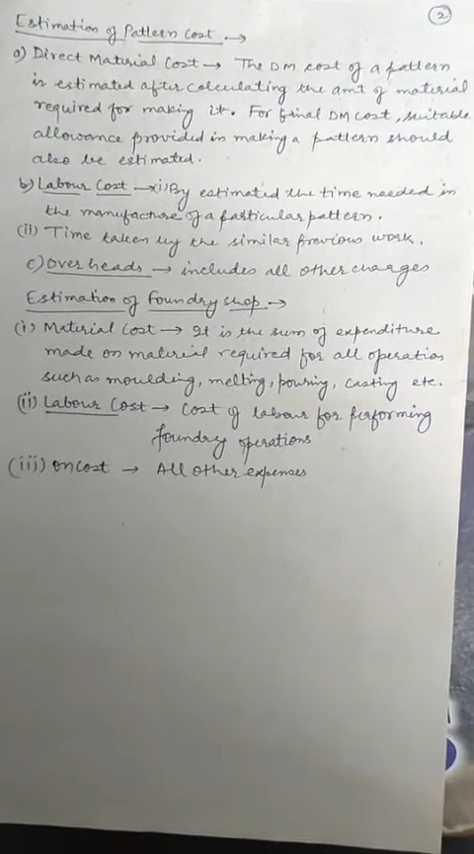 2
Estimation of Pattern Cost →
a) Direct Material Cost → The DM cost of a pattern
is estimated after calculating the amt of material
required for making it. For final DM cost, suitable
allowance provided in making a pattern should
also be estimated.
b) Labour Cost → (i) By estimated the time needed in
the manufacture of a particular pattern.
(ii) Time taken by the similar previous work.
c) Over heads → includes all other charges
Estimation of Foundry shop →
(i) Material Cost → It is the sum of expenditure
made on material required for all operation
such as moulding, melting, pouring, casting etc.
(ii) Labour Cost → Cost of labour for performing
foundry operations
(iii) on cost → All other expenses